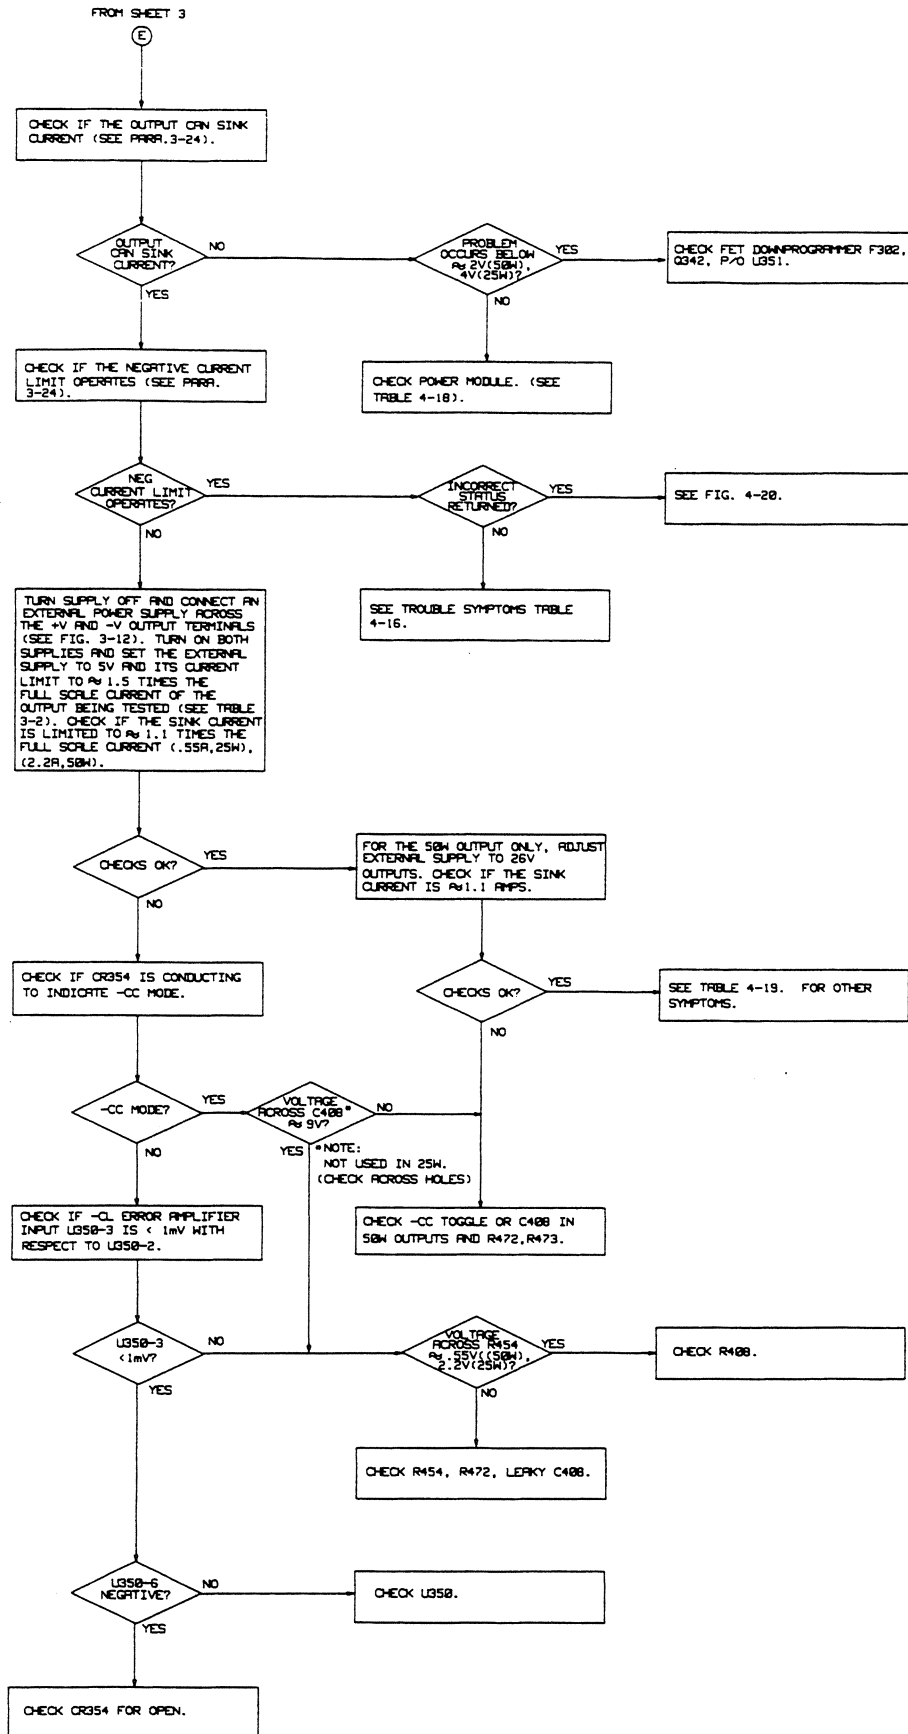 FROM SHEET 3
E
CHECK IF THE OUTPUT CAN SINK
CURRENT (SEE PARA.3-24).
OUTPUT
CAN SINK
CURRENT?
NO
YES
PROBLEM
OCCURS BELOW
≈ 2V(50W),
4V(25W)?
YES
NO
CHECK FET DOWNPROGRAMMER F302,
Q342, P/O U351.
CHECK IF THE NEGATIVE CURRENT
LIMIT OPERATES (SEE PARA.
3-24).
CHECK POWER MODULE. (SEE
TABLE 4-18).
NEG
CURRENT LIMIT
OPERATES?
YES
NO
INCORRECT
STATUS
RETURNED?
YES
NO
SEE FIG. 4-20.
TURN SUPPLY OFF AND CONNECT AN
EXTERNAL POWER SUPPLY ACROSS
THE +V AND -V OUTPUT TERMINALS
(SEE FIG. 3-12). TURN ON BOTH
SUPPLIES AND SET THE EXTERNAL
SUPPLY TO 5V AND ITS CURRENT
LIMIT TO ≈ 1.5 TIMES THE
FULL SCALE CURRENT OF THE
OUTPUT BEING TESTED (SEE TABLE
3-2). CHECK IF THE SINK CURRENT
IS LIMITED TO ≈ 1.1 TIMES THE
FULL SCALE CURRENT (.55A,25W),
(2.2A,50W).
SEE TROUBLE SYMPTOMS TABLE
4-16.
CHECKS OK?
YES
NO
FOR THE 50W OUTPUT ONLY, ADJUST
EXTERNAL SUPPLY TO 26V
OUTPUTS. CHECK IF THE SINK
CURRENT IS ≈1.1 AMPS.
CHECK IF CR354 IS CONDUCTING
TO INDICATE -CC MODE.
CHECKS OK?
YES
NO
SEE TABLE 4-19. FOR OTHER
SYMPTOMS.
-CC MODE?
YES
NO
VOLTAGE
ACROSS C408*
≈ 9V?
NO
YES
*NOTE:
NOT USED IN 25W.
(CHECK ACROSS HOLES)
CHECK IF -CL ERROR AMPLIFIER
INPUT U350-3 IS < 1mV WITH
RESPECT TO U350-2.
CHECK -CC TOGGLE OR C408 IN
50W OUTPUTS AND R472,R473.
U350-3
<1mV?
NO
YES
VOLTAGE
ACROSS R454
≈ .55V((50W),
2.2V(25W)?
YES
NO
CHECK R408.
CHECK R454, R472, LEAKY C408.
U350-6
NEGATIVE?
NO
YES
CHECK U350.
CHECK CR354 FOR OPEN.